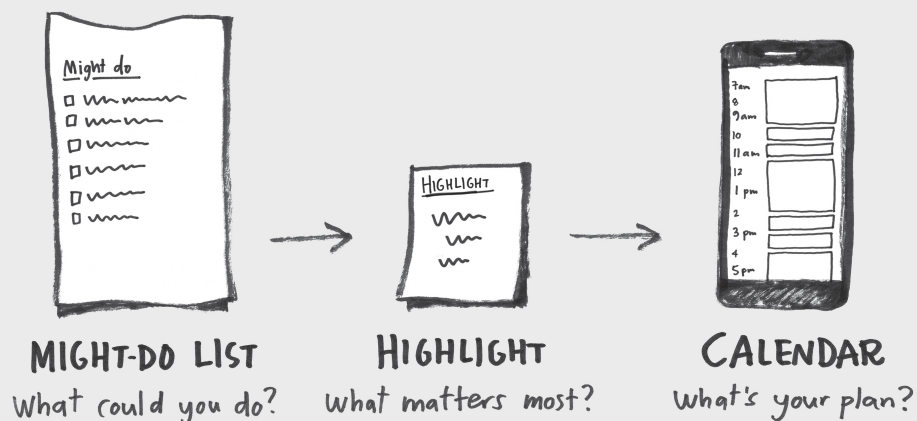 Might do
HIGHLIGHT
7am
8
9am
10
11am
12
1 pm
2
3 pm
4
5pm
MIGHT-DO LIST
What could you do?
HIGHLIGHT
What matters most?
CALENDAR
What's your plan?